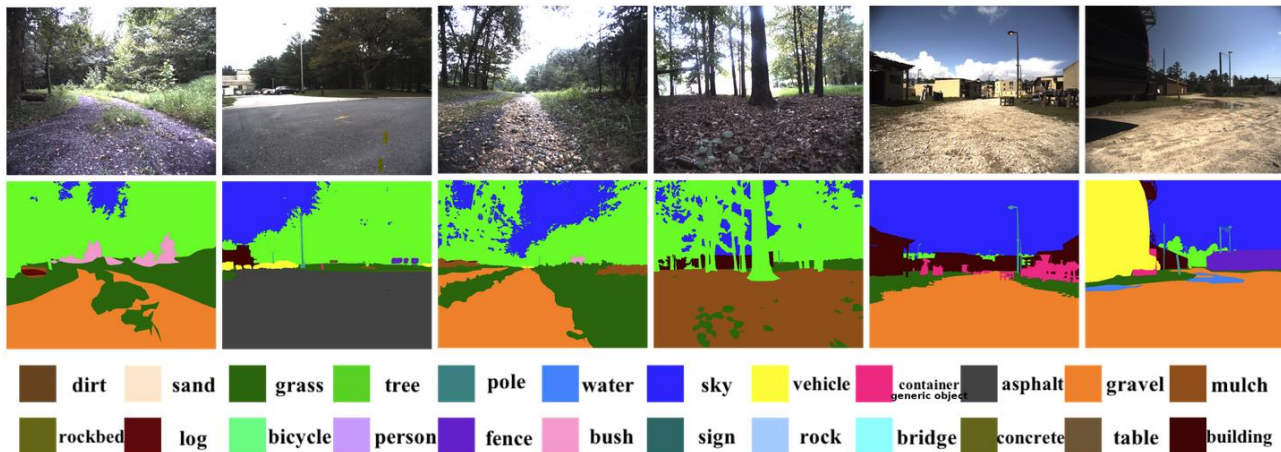 dirt sand grass tree pole water sky vehicle container generic object asphalt gravel mulch
rockbed log bicycle person fence bush sign rock bridge concrete table building